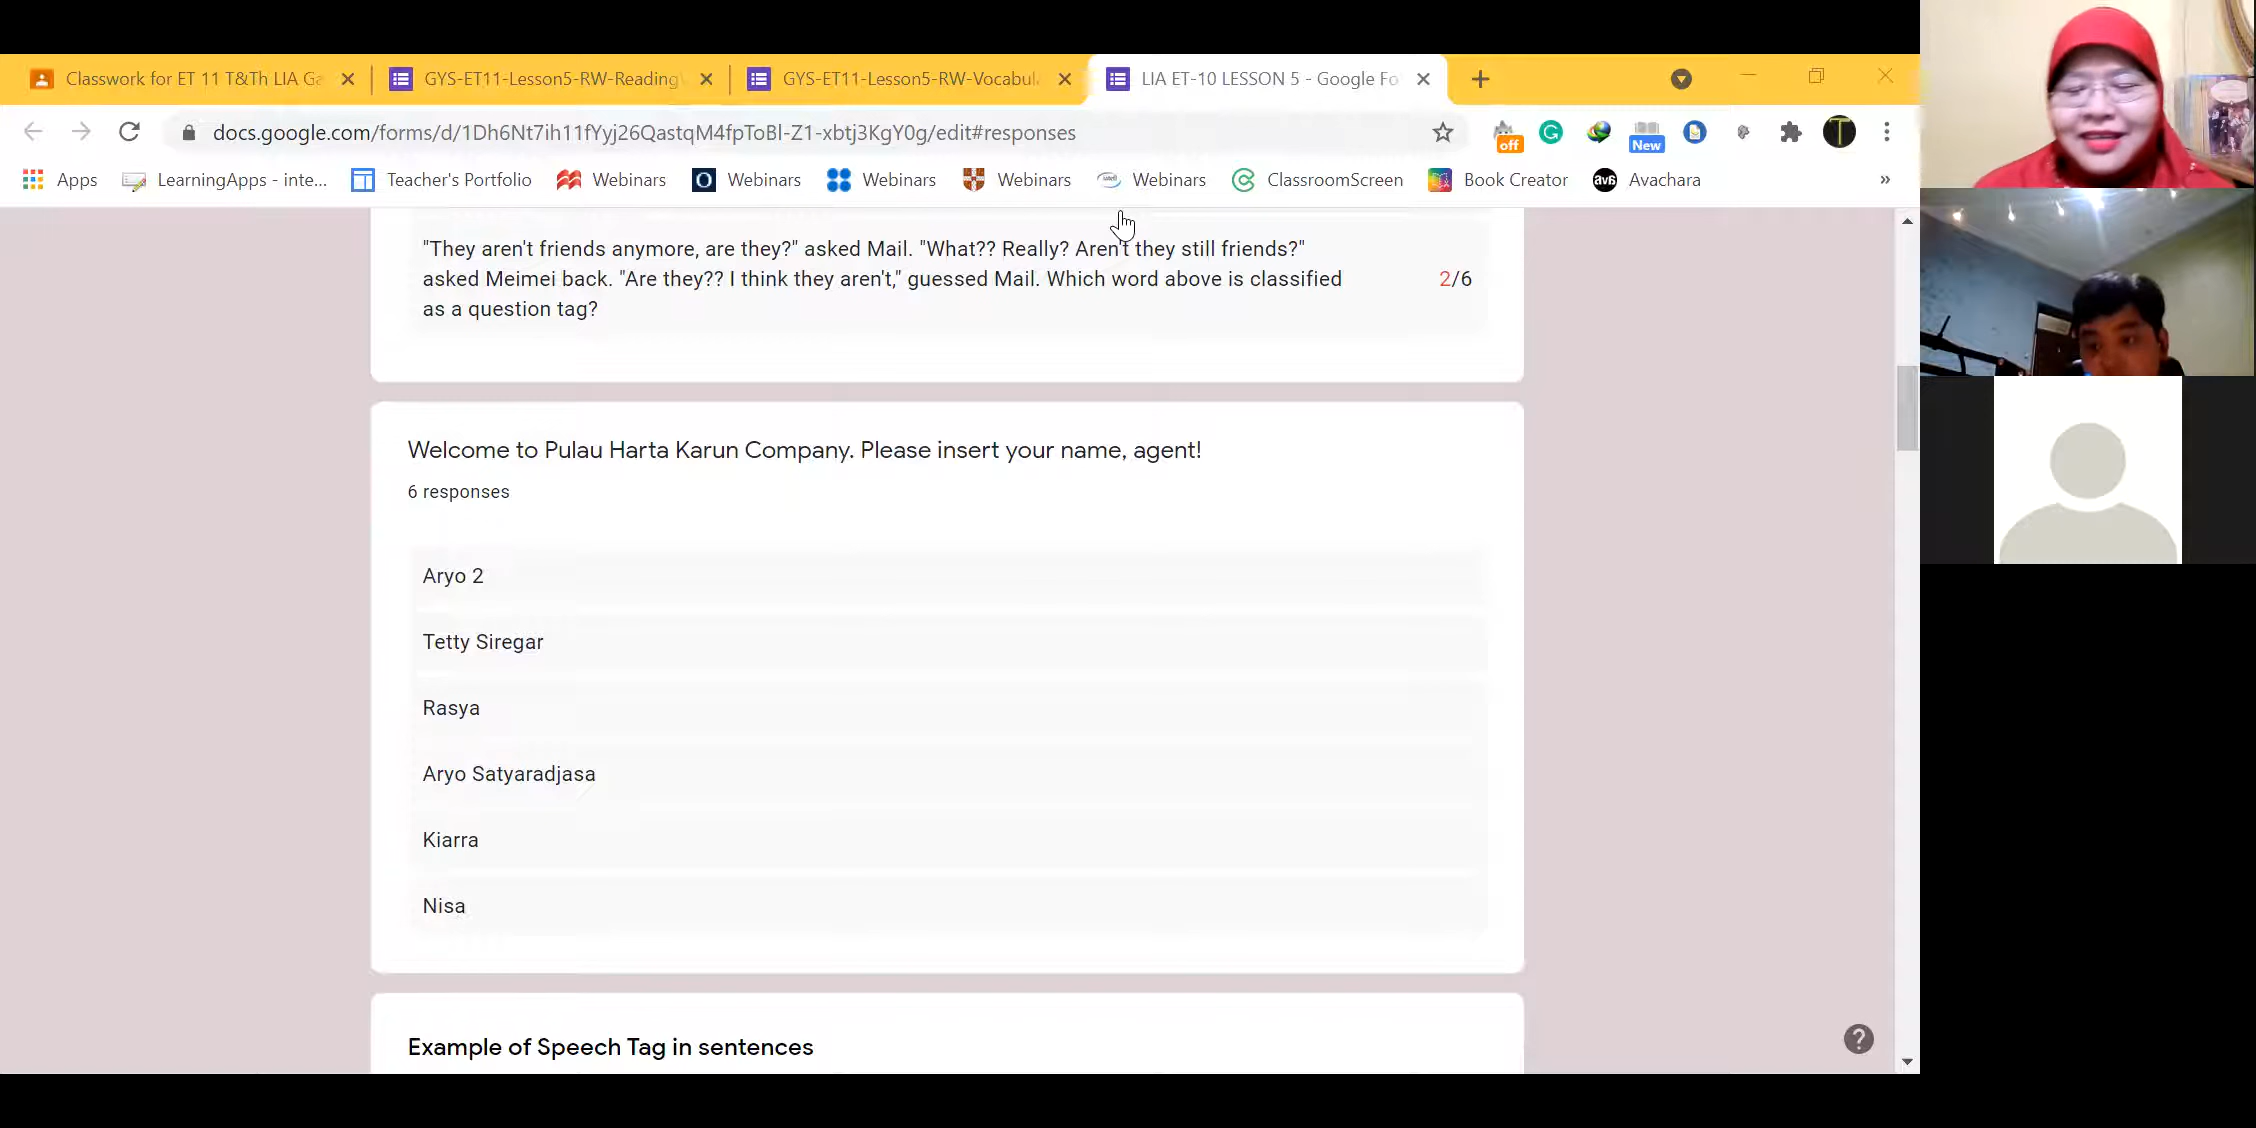 Classwork for ET 11 T&Th LIA Ga
GYS-ET11-Lesson5-RW-Reading
GYS-ET11-Lesson5-RW-Vocabul
LIA ET-10 LESSON 5 - Google Fo
docs.google.com/forms/d/1Dh6Nt7ih11fYyj26QastqM4fpToBl-Z1-xbtj3KgY0g/edit#responses
off
New
T
Apps
LearningApps - inte...
Teacher's Portfolio
Webinars
Webinars
Webinars
Webinars
Webinars
ClassroomScreen
Book Creator
ava
Avachara
»
"They aren't friends anymore, are they?" asked Mail. "What?? Really? Aren't they still friends?"
asked Meimei back. "Are they?? I think they aren't," guessed Mail. Which word above is classified
as a question tag?
2/6
Welcome to Pulau Harta Karun Company. Please insert your name, agent!
6 responses
Aryo 2
Tetty Siregar
Rasya
Aryo Satyaradjasa
Kiarra
Nisa
Example of Speech Tag in sentences